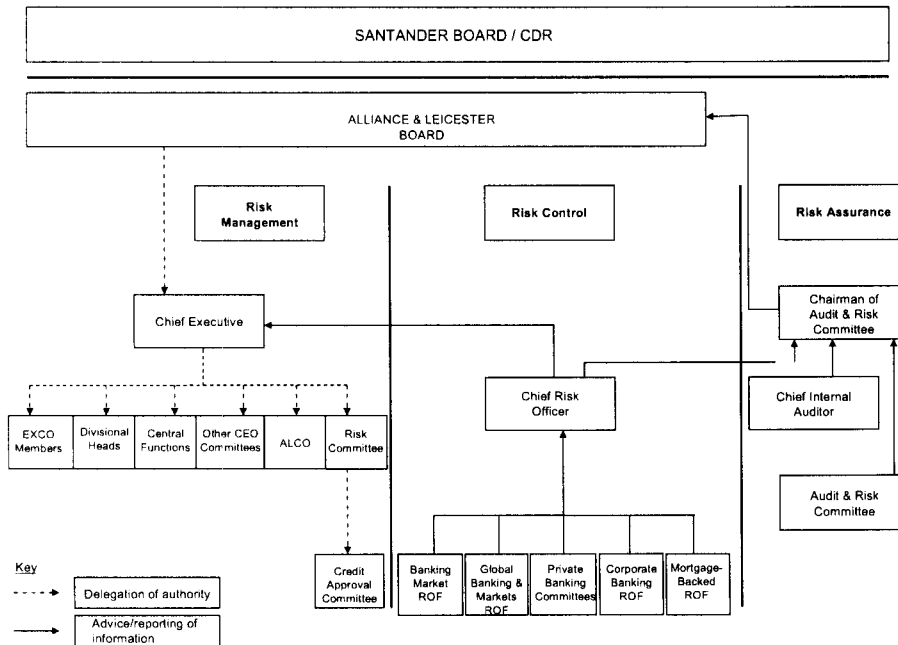 SANTANDER BOARD / CDR
ALLIANCE & LEICESTER
BOARD
Risk
Management
Risk Control
Risk Assurance
Chief Executive
Chairman of
Audit & Risk
Committee
Chief Risk
Officer
Chief Internal
Auditor
EXCO
Members
Divisional
Heads
Central
Functions
Other CEO
Committees
ALCO
Risk
Committee
Audit & Risk
Committee
Credit
Approval
Committee
Banking
Market
ROF
Global
Banking &
Markets
ROF
Private
Banking
Committees
Corporate
Banking
ROF
Mortgage-
Backed
ROF
Key
Delegation of authority
Advice/reporting of
information